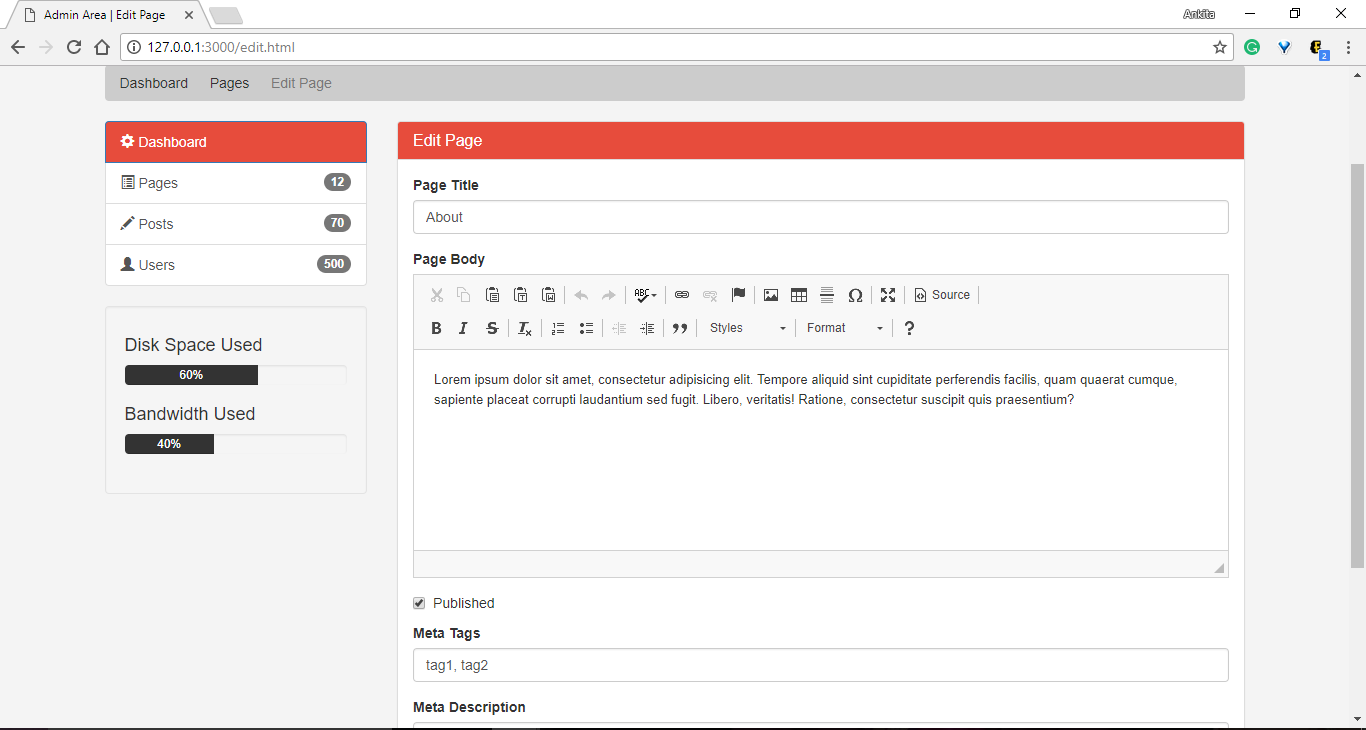 Admin Area | Edit Page
Ankita
127.0.0.1:3000/edit.html
2
Dashboard Pages Edit Page
Dashboard
Pages 12
Posts 70
Users 500
Disk Space Used
60%
Bandwidth Used
40%
Edit Page
Page Title
About
Page Body
ABC
Source
B I S Tx Styles Format ?
Lorem ipsum dolor sit amet, consectetur adipisicing elit. Tempore aliquid sint cupiditate perferendis facilis, quam quaerat cumque,
sapiente placeat corrupti laudantium sed fugit. Libero, veritatis! Ratione, consectetur suscipit quis praesentium?
Published
Meta Tags
tag1, tag2
Meta Description